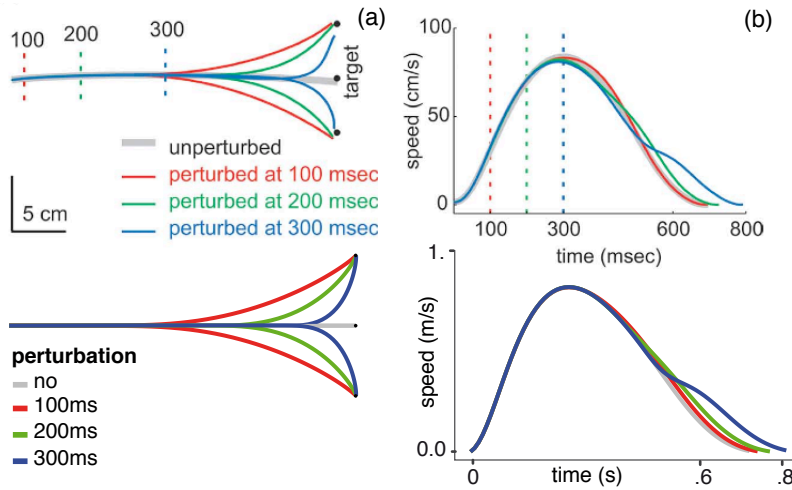 (a)
100
200
300
target
unperturbed
perturbed at 100 msec
perturbed at 200 msec
perturbed at 300 msec
5 cm
perturbation
no
100ms
200ms
300ms
(b)
100
50
0
speed (cm/s)
100
300
600
800
time (msec)
1.
0.0
speed (m/s)
0
.6
.8
time (s)